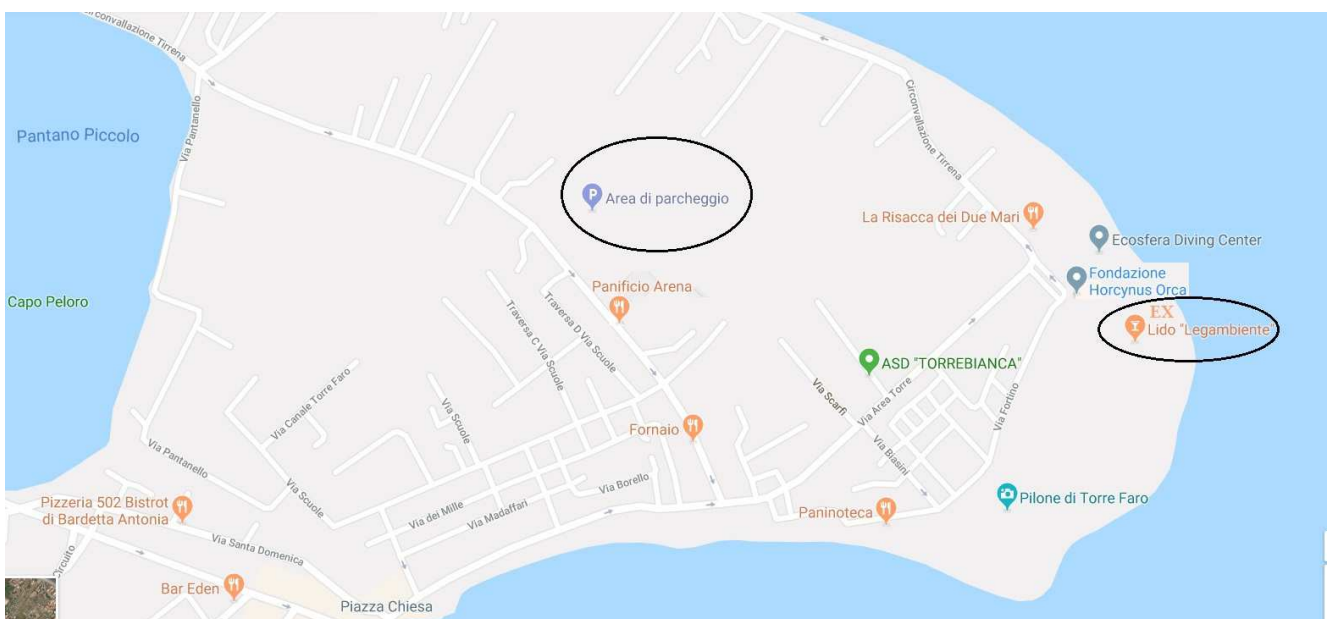 Circonvallazione Tirrena
Circonvallazione Tirrena
Pantano Piccolo
Via Pantanello
P
Area di parcheggio
La Risacca dei Due Mari
Ecosfera Diving Center
Fondazione
Horcynus Orca
Capo Peloro
Panificio Arena
EX
Lido "Legambiente"
Traversa C Via Scuole
Traversa D Via Scuole
ASD "TORREBIANCA"
Via Scarfì
Via Area Torre
Via Canale Torre Faro
Via Scuole
Via Fortino
Fornaio
Via Biasini
Via Pantanello
Via Scuole
Via Borello
Pizzeria 502 Bistrot
di Bardetta Antonia
Via dei Mille
Via Madaffari
Paninoteca
Pilone di Torre Faro
Via Santa Domenica
Circuito
Bar Eden
Piazza Chiesa